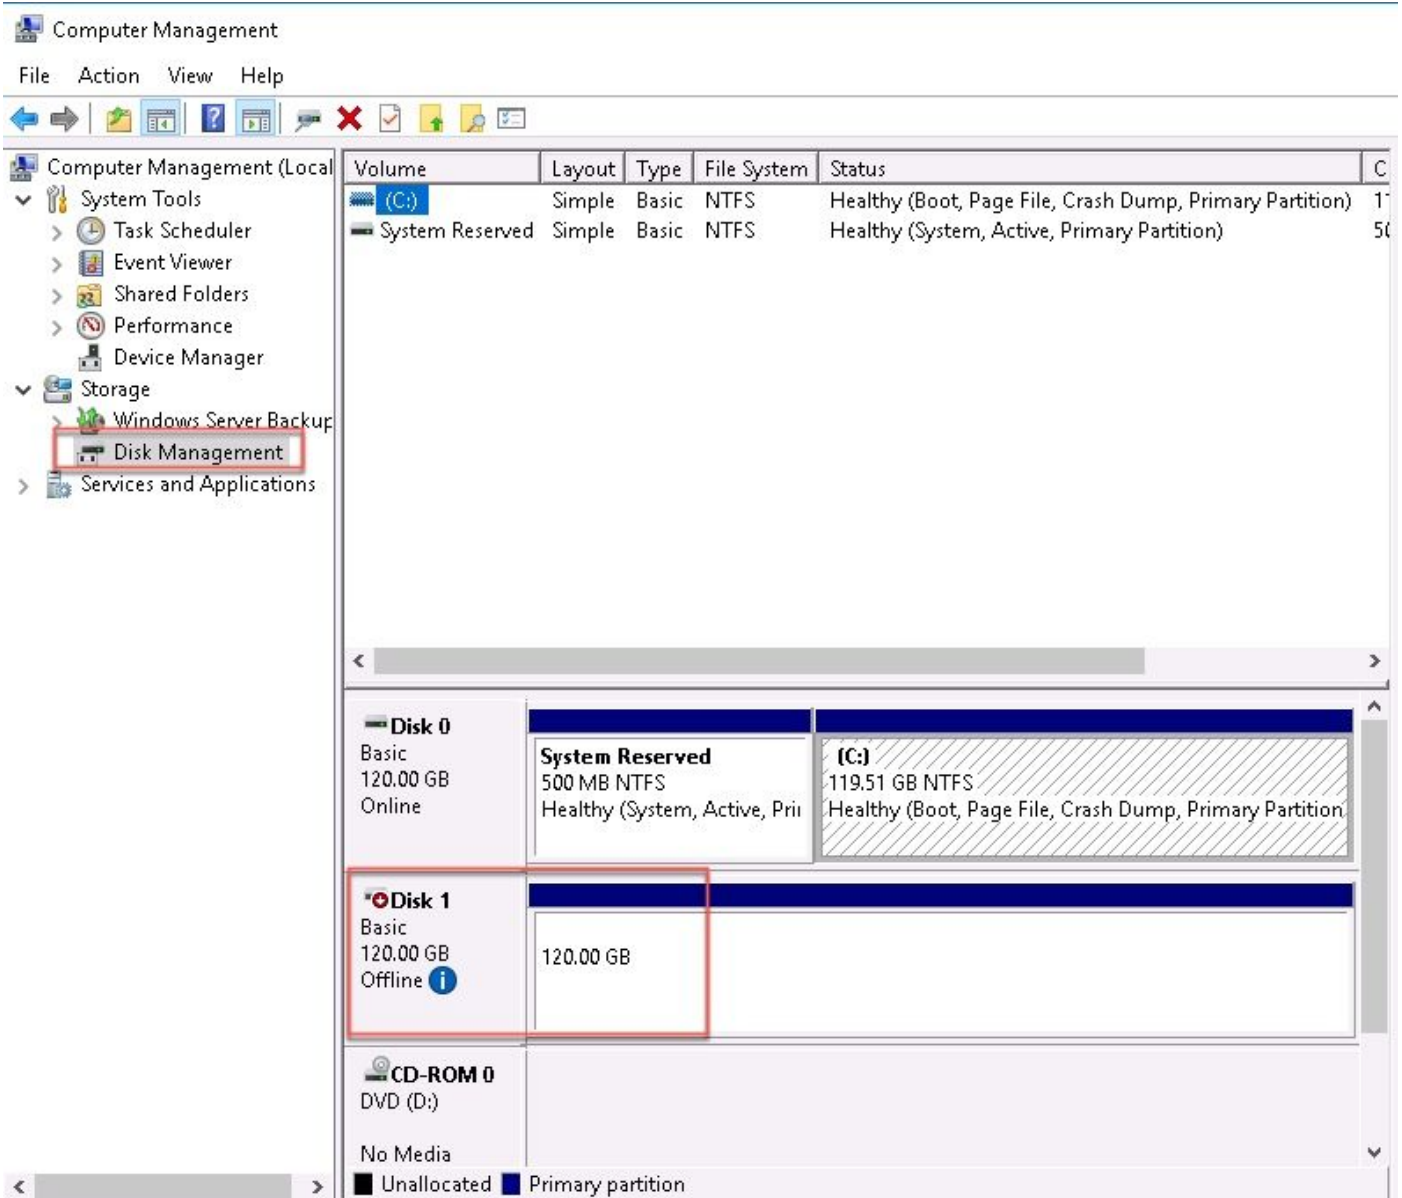 Computer Management
File Action View Help
Computer Management (Local
System Tools
Task Scheduler
Event Viewer
Shared Folders
Performance
Device Manager
Storage
Windows Server Backup
Disk Management
Services and Applications
Volume Layout Type File System Status C
(C:) Simple Basic NTFS Healthy (Boot, Page File, Crash Dump, Primary Partition) 1
System Reserved Simple Basic NTFS Healthy (System, Active, Primary Partition) 50
Disk 0
Basic
120.00 GB
Online
System Reserved
500 MB NTFS
Healthy (System, Active, Pri
(C:)
119.51 GB NTFS
Healthy (Boot, Page File, Crash Dump, Primary Partition
Disk 1
Basic
120.00 GB
Offline i
120.00 GB
CD-ROM 0
DVD (D:)
No Media
Unallocated Primary partition